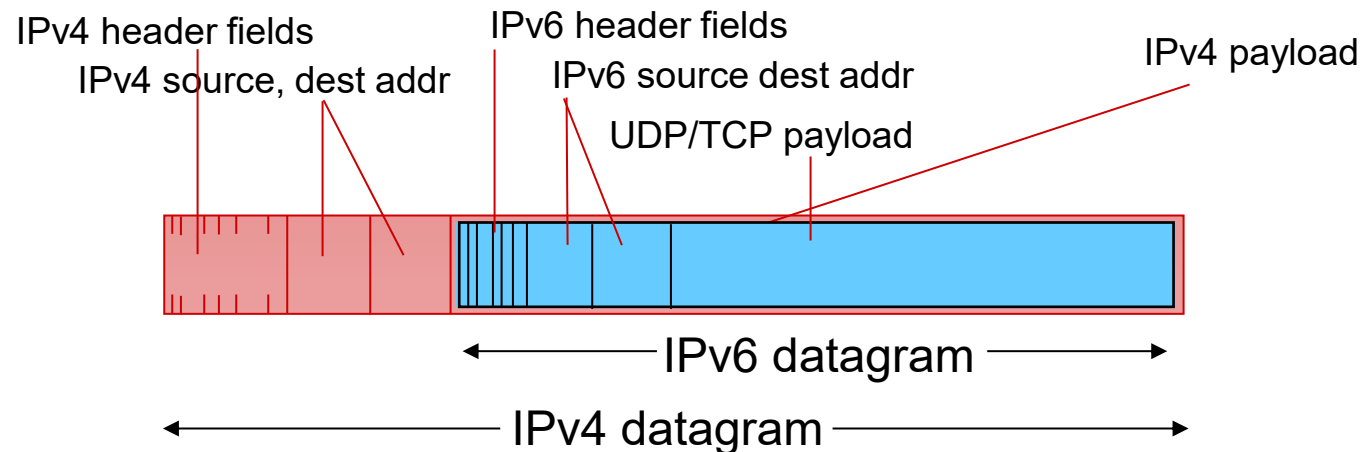 IPv4 header fields
IPv6 header fields
IPv4 payload
IPv4 source, dest addr
IPv6 source dest addr
UDP/TCP payload
IPv6 datagram
IPv4 datagram